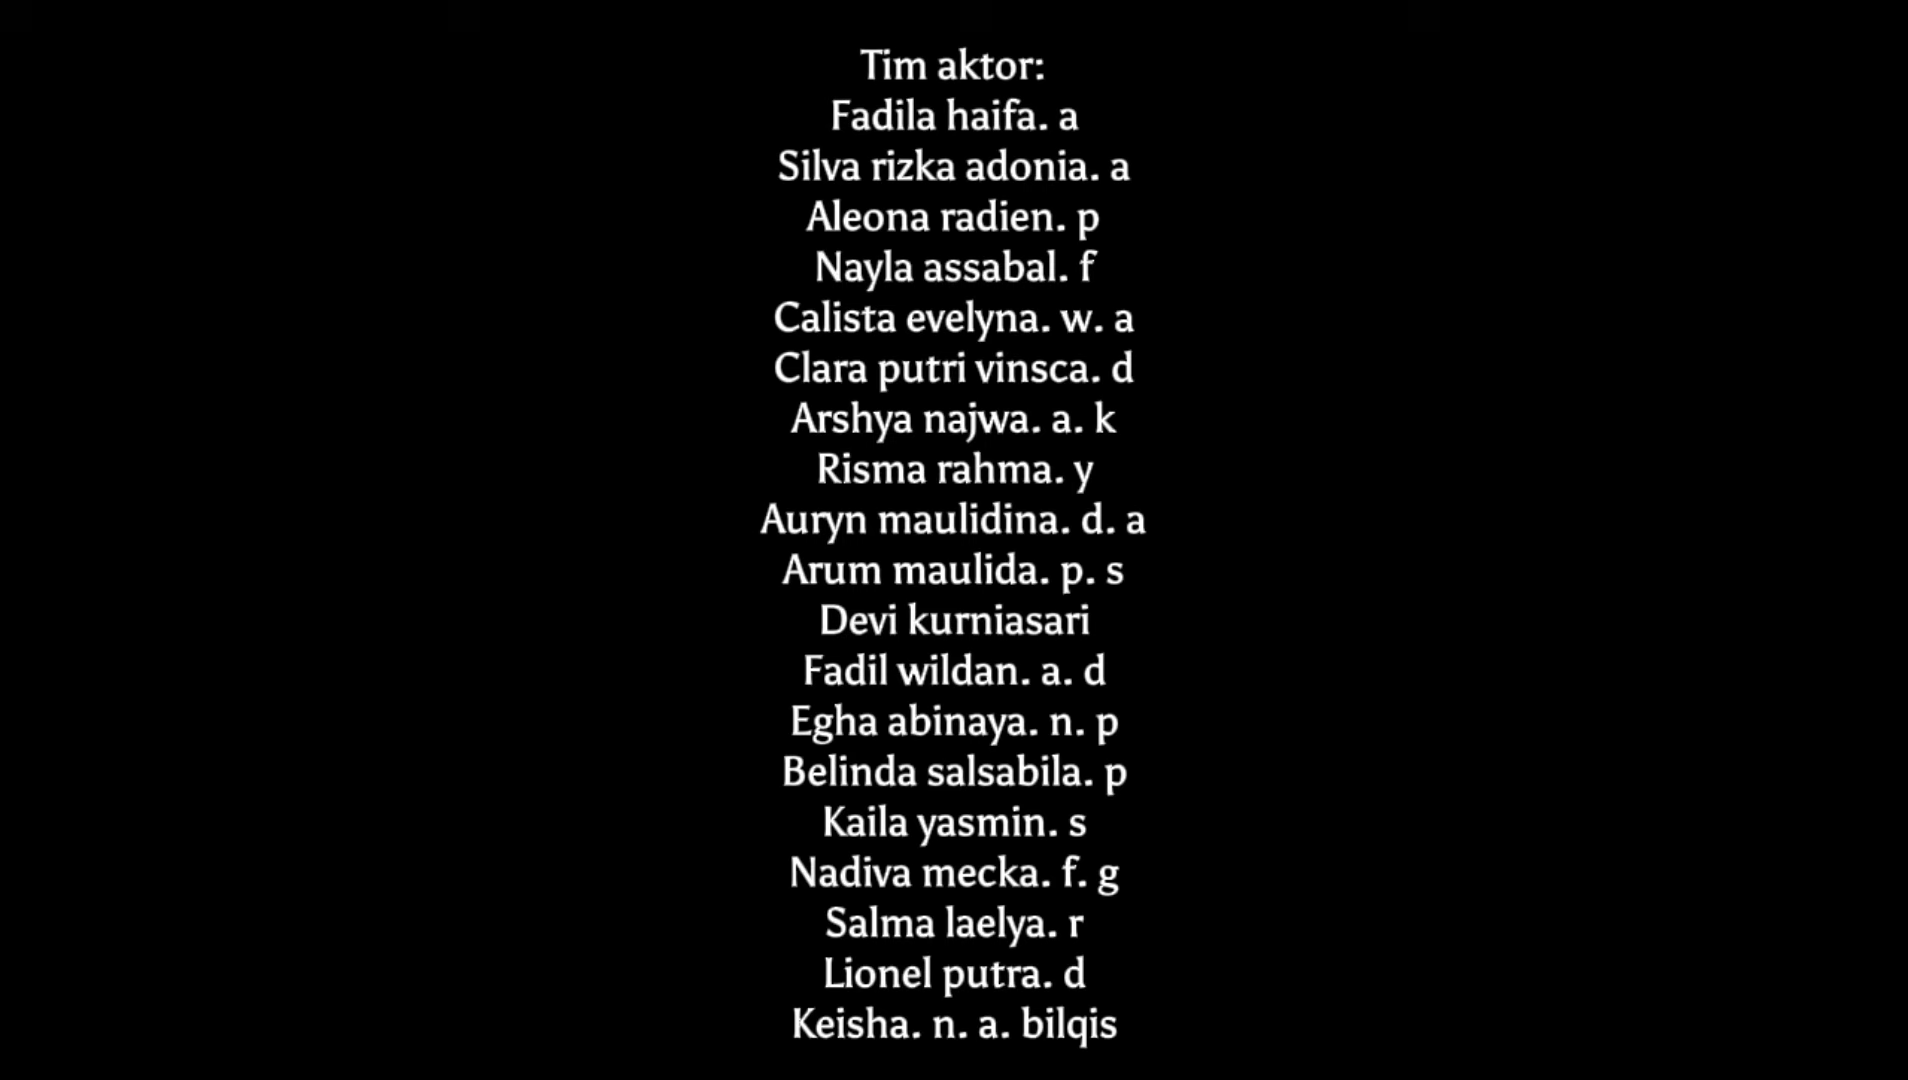 Tim aktor:
Fadila haifa. a
Silva rizka adonia. a
Aleona radien. p
Nayla assabal. f
Calista evelyna. w. a
Clara putri vinsca. d
Arshya najwa. a. k
Risma rahma. y
Auryn maulidina. d. a
Arum maulida. p. s
Devi kurniasari
Fadil wildan. a. d
Egha abinaya. n. p
Belinda salsabila. p
Kaila yasmin. s
Nadiva mecka. f. g
Salma laelya. r
Lionel putra. d
Keisha. n. a. bilqis